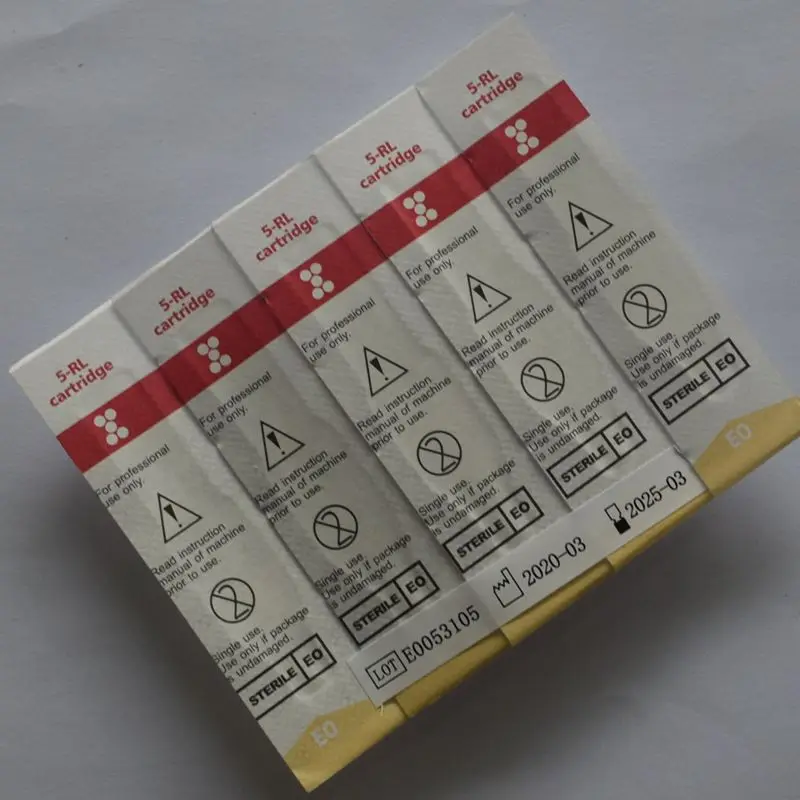 5-RL
cartridge
For professional
use only.
Read instruction
manual of machine
prior to use.
2
Single use.
Use only if package
is undamaged.
STERILE EO
EO
5-RL
cartridge
For professional
use only.
Read instruction
manual of machine
prior to use.
2
Single use.
Use only if package
is undamaged.
STERILE EO
5-RL
cartridge
For professional
use only.
Read instruction
manual of machine
prior to use.
2
Single use.
Use only if package
is undamaged.
STERILE EO
5-RL
cartridge
For professional
use only.
Read instruction
manual of machine
prior to use.
2
Single use.
Use only if package
is undamaged.
STERILE EO
5-RL
cartridge
For professional
use only.
Read instruction
manual of machine
prior to use.
2
Single use.
Use only if package
is undamaged.
STERILE EO
EO
LOT E0053105 2020-03 2025-03